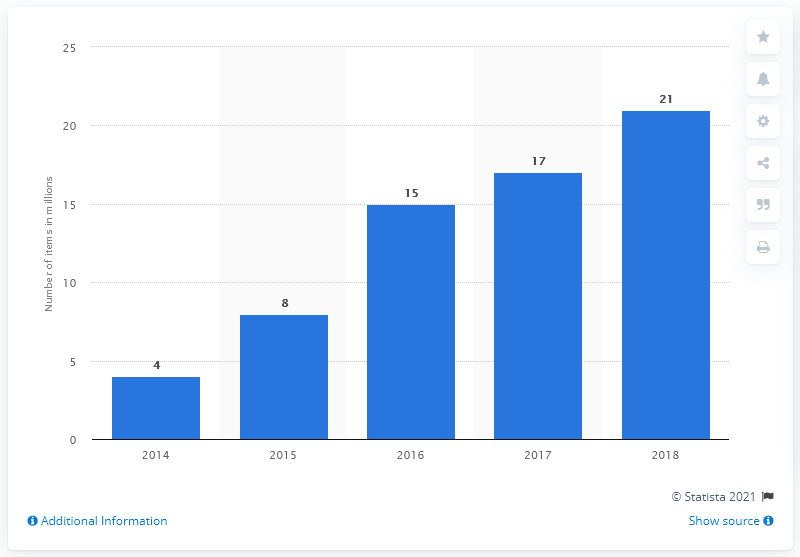 25
20
15
10
5
0
Number of items in millions
4
8
15
17
21
2014 2015 2016 2017 2018
© Statista 2021
Additional Information
Show source